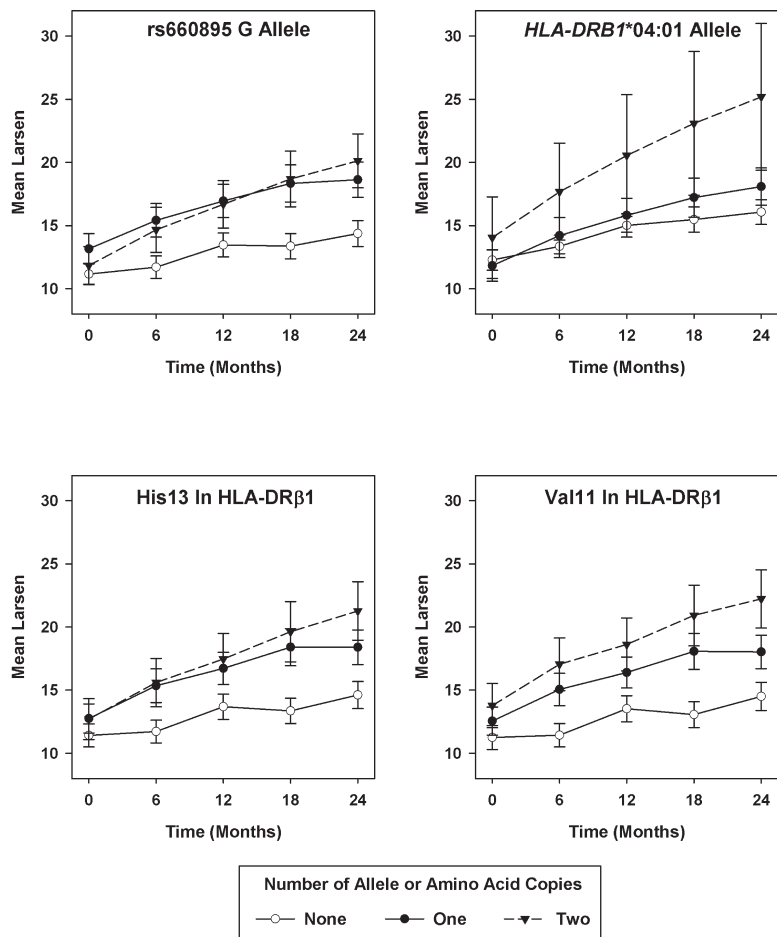 rs660895 G Allele
Mean Larsen
30
25
20
15
10
0 6 12 18 24
Time (Months)
HLA-DRB1*04:01 Allele
Mean Larsen
30
25
20
15
10
0 6 12 18 24
Time (Months)
His13 In HLA-DRβ1
Mean Larsen
30
25
20
15
10
0 6 12 18 24
Time (Months)
Val11 In HLA-DRβ1
Mean Larsen
30
25
20
15
10
0 6 12 18 24
Time (Months)
Number of Allele or Amino Acid Copies
None One Two